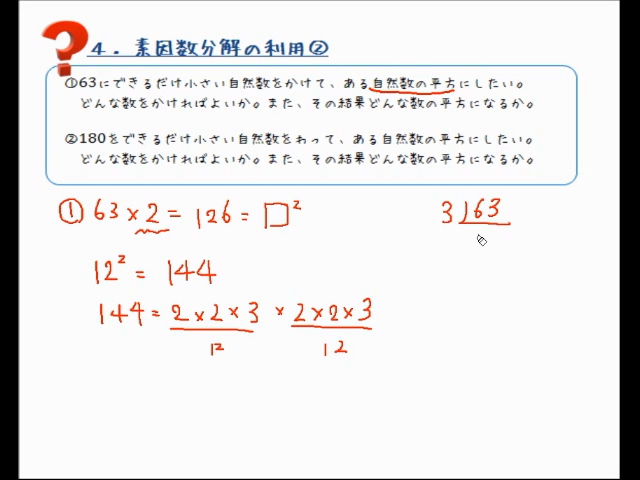 ?
4．素因数分解の利用②
①63にできるだけ小さい自然数をかけて、ある自然数の平方にしたい。
どんな数をかければよいか。また、その結果どんな数の平方になるか。
②180をできるだけ小さい自然数をわって、ある自然数の平方にしたい。
どんな数をかければよいか。また、その結果どんな数の平方になるか。
① 63 × 2 = 126 = □²
3)63
12² = 144
144 = 2 × 2 × 3 × 2 × 2 × 3
12 12